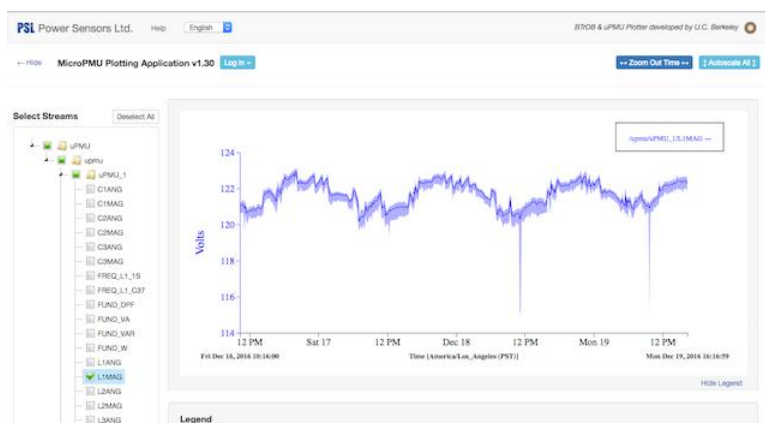 PSL Power Sensors Ltd. Help English BTrDB & uPMU Plotter developed by U.C. Berkeley
← Hide MicroPMU Plotting Application v1.30 Log in ↔ Zoom Out Time ↔ ↕ Autoscale All ↕
Select Streams Deselect All
uPMU
upmu
uPMU_1
C1ANG
C1MAG
C2ANG
C2MAG
C3ANG
C3MAG
FREQ_L1_1S
FREQ_L1_C37
FUND_DPF
FUND_VA
FUND_VAR
FUND_W
L1ANG
L1MAG
L2ANG
L2MAG
L3ANG
/upmu/uPMU_1/L1MAG —
124
122
120
118
116
114
Volts
12 PM Sat 17 12 PM Dec 18 12 PM Mon 19 12 PM
Fri Dec 16, 2016 10:16:00 Time [America/Los_Angeles (PST)] Mon Dec 19, 2016 16:16:59
Hide Legend
Legend